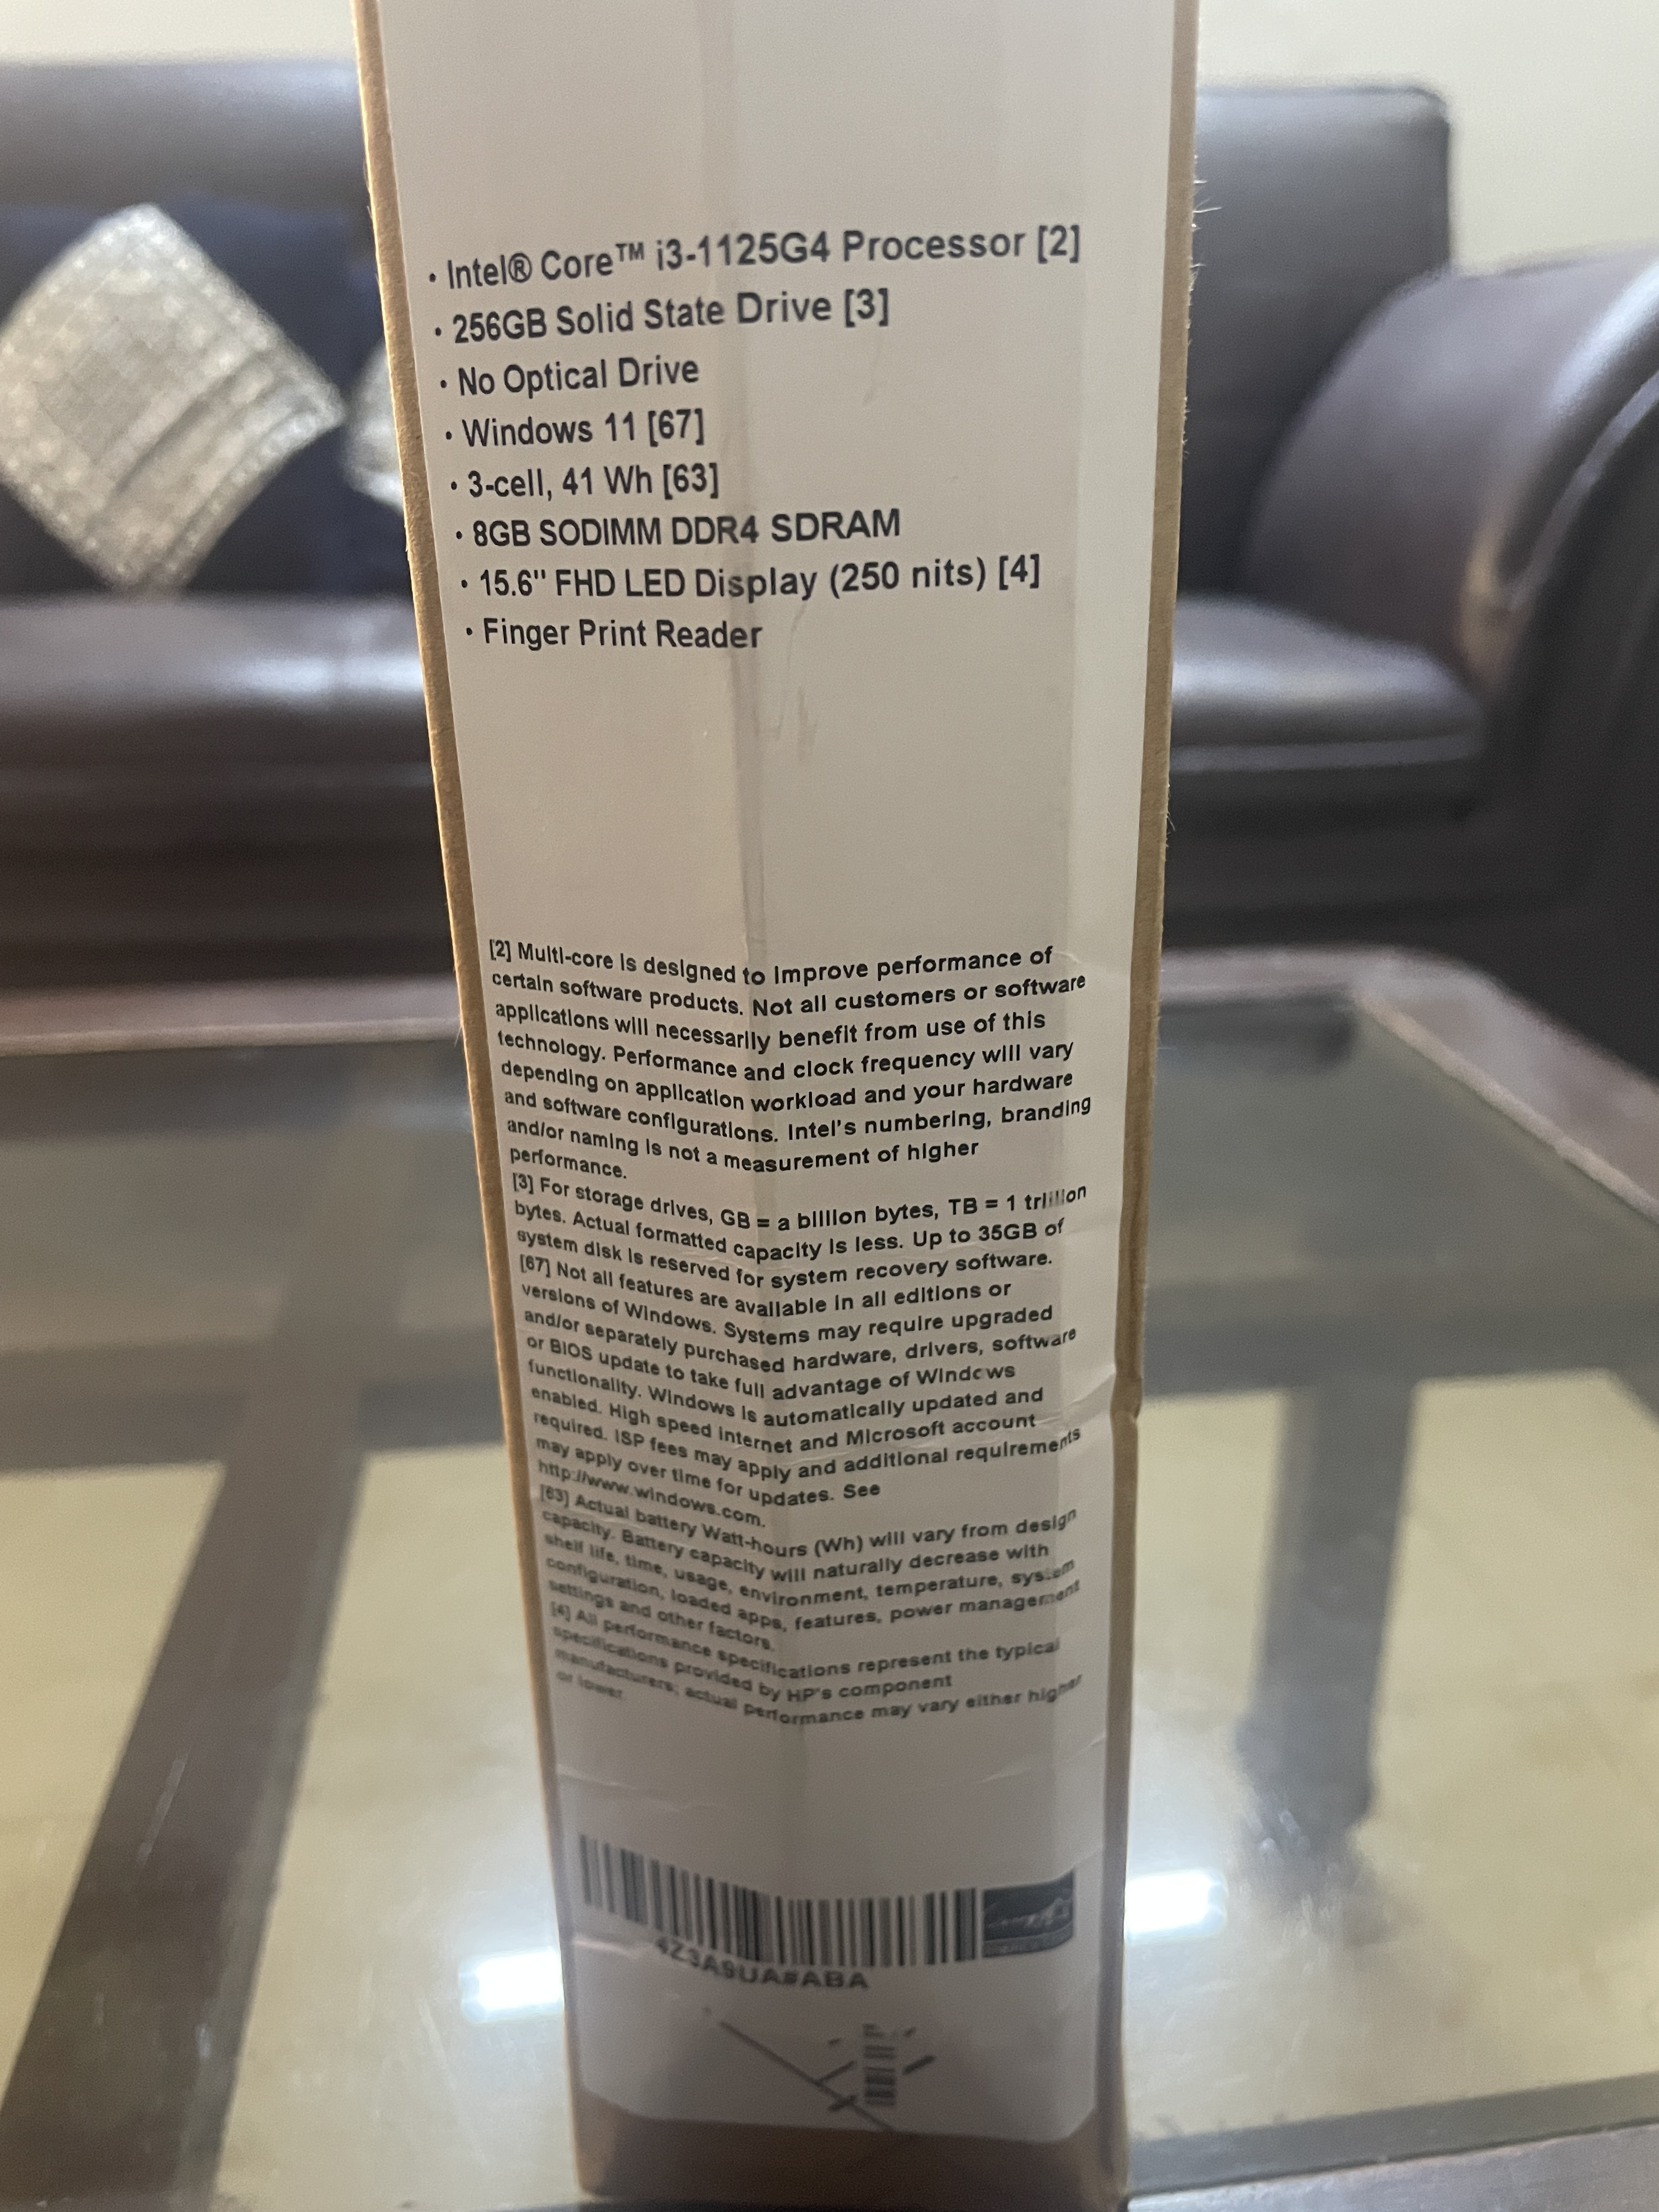 · Intel® Core™ i3-1125G4 Processor [2]
· 256GB Solid State Drive [3]
· No Optical Drive
· Windows 11 [67]
· 3-cell, 41 Wh [63]
· 8GB SODIMM DDR4 SDRAM
· 15.6" FHD LED Display (250 nits) [4]
· Finger Print Reader
[2] Multi-core is designed to improve performance of
certain software products. Not all customers or software
applications will necessarily benefit from use of this
technology. Performance and clock frequency will vary
depending on application workload and your hardware
and software configurations. Intel's numbering, branding
and/or naming is not a measurement of higher
performance.
[3] For storage drives, GB = a billion bytes, TB = 1 trillion
bytes. Actual formatted capacity is less. Up to 35GB of
system disk is reserved for system recovery software.
[67] Not all features are available in all editions or
versions of Windows. Systems may require upgraded
and/or separately purchased hardware, drivers, software
or BIOS update to take full advantage of Windows
functionality. Windows is automatically updated and
enabled. High speed internet and Microsoft account
required. ISP fees may apply and additional requirements
may apply over time for updates. See
http://www.windows.com.
[63] Actual battery Watt-hours (Wh) will vary from design
capacity. Battery capacity will naturally decrease with
shelf life, time, usage, environment, temperature, system
configuration, loaded apps, features, power management
settings and other factors.
[4] All performance specifications represent the typical
specifications provided by HP's component
manufacturers; actual performance may vary either higher
or lower.
4Z3A9UA#ABA